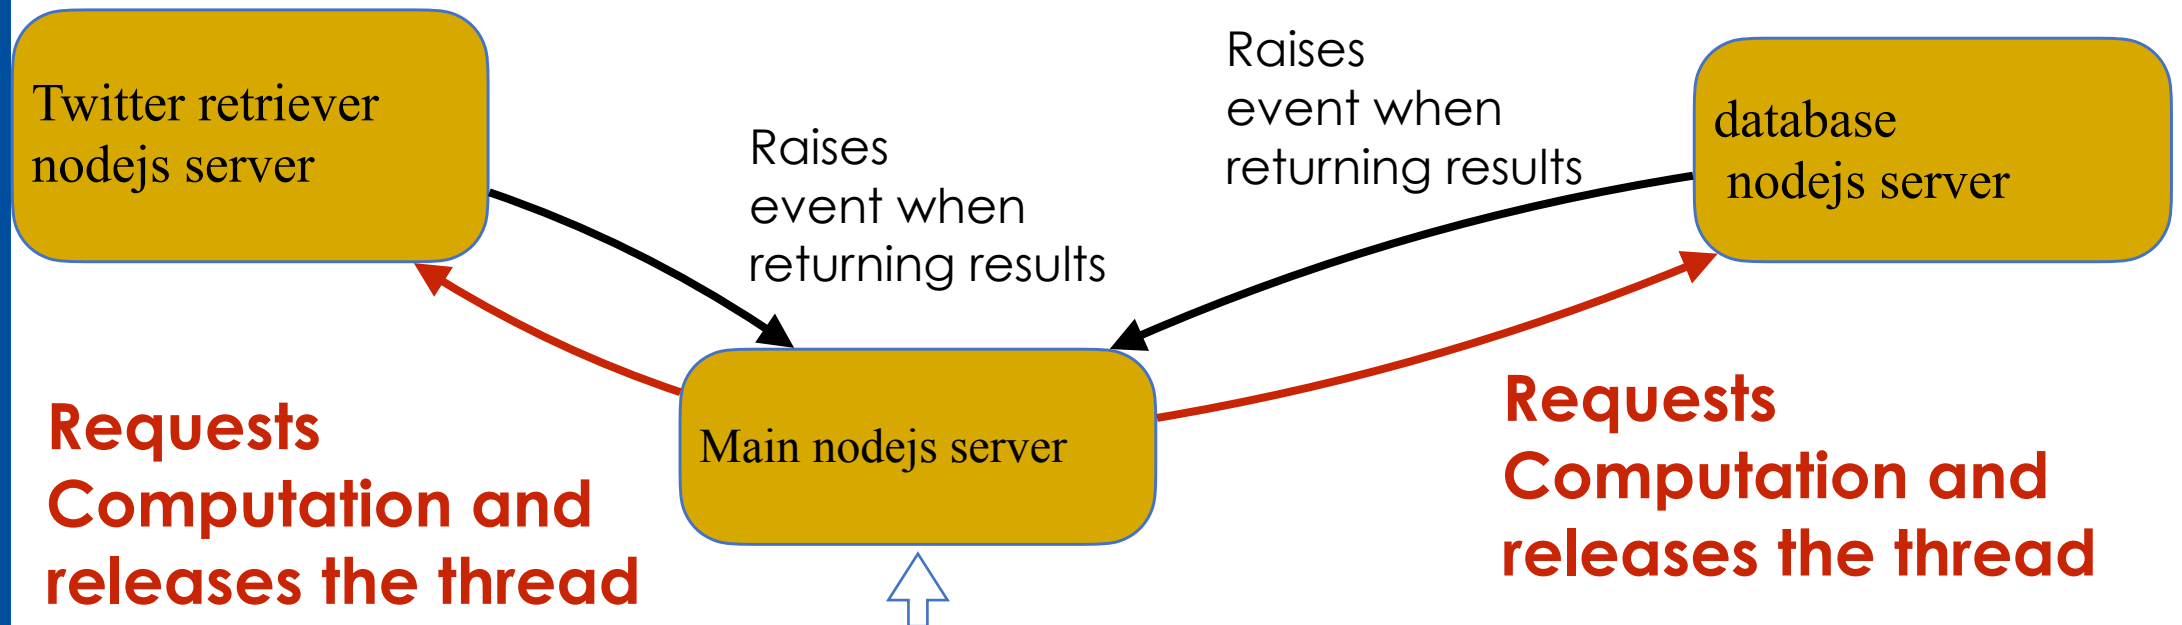 Twitter retriever
nodejs server
Raises
event when
returning results
Raises
event when
returning results
database
nodejs server
Requests
Computation and
releases the thread
Main nodejs server
Requests
Computation and
releases the thread